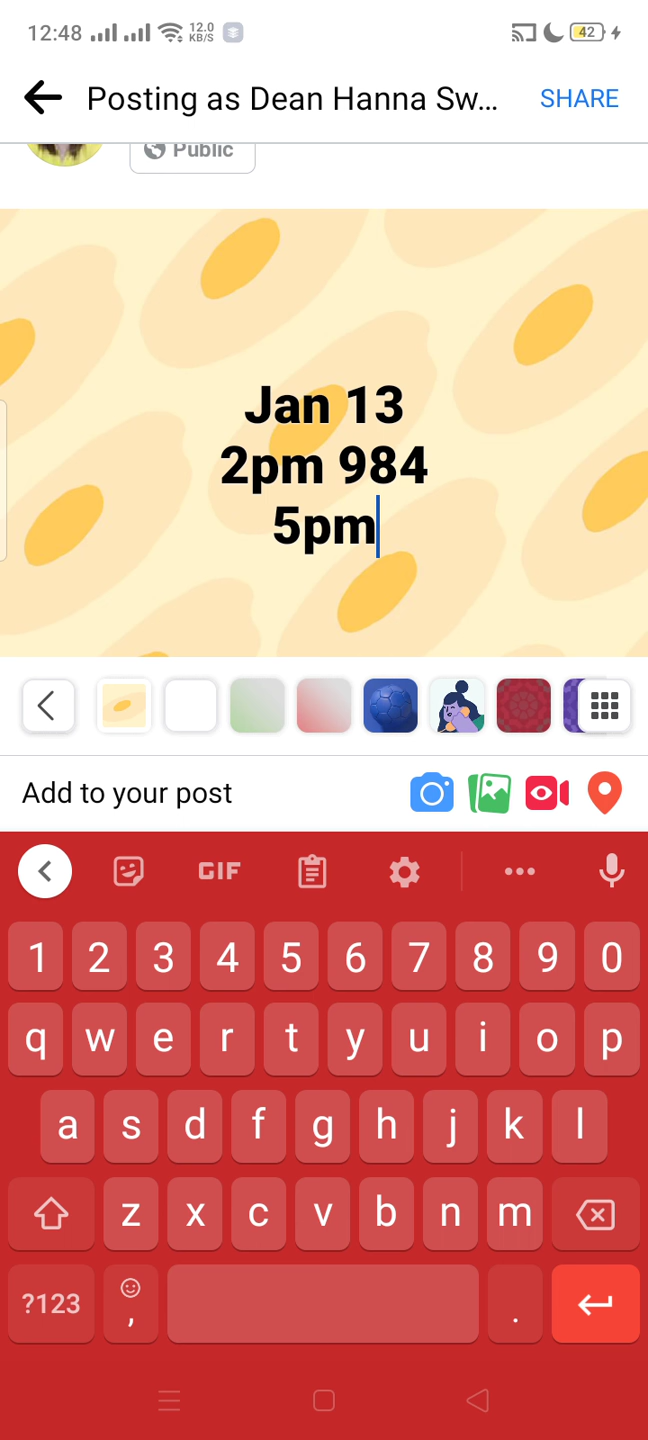 12:48 12.0 KB/S 42
Posting as Dean Hanna Sw... SHARE
Public
Jan 13
2pm 984
5pm
Add to your post
GIF
1 2 3 4 5 6 7 8 9 0
q w e r t y u i o p
a s d f g h j k l
z x c v b n m
?123 , .